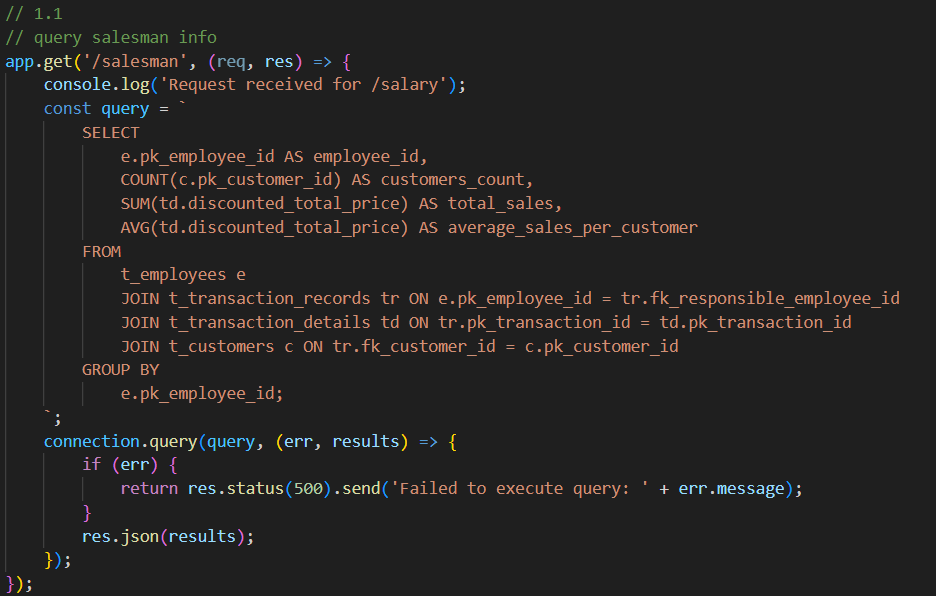 // 1.1
// query salesman info
app.get('/salesman', (req, res) => {
    console.log('Request received for /salary');
    const query = `
        SELECT
            e.pk_employee_id AS employee_id,
            COUNT(c.pk_customer_id) AS customers_count,
            SUM(td.discounted_total_price) AS total_sales,
            AVG(td.discounted_total_price) AS average_sales_per_customer
        FROM
            t_employees e
            JOIN t_transaction_records tr ON e.pk_employee_id = tr.fk_responsible_employee_id
            JOIN t_transaction_details td ON tr.pk_transaction_id = td.pk_transaction_id
            JOIN t_customers c ON tr.fk_customer_id = c.pk_customer_id
        GROUP BY
            e.pk_employee_id;
    `;
    connection.query(query, (err, results) => {
        if (err) {
            return res.status(500).send('Failed to execute query: ' + err.message);
        }
        res.json(results);
    });
});